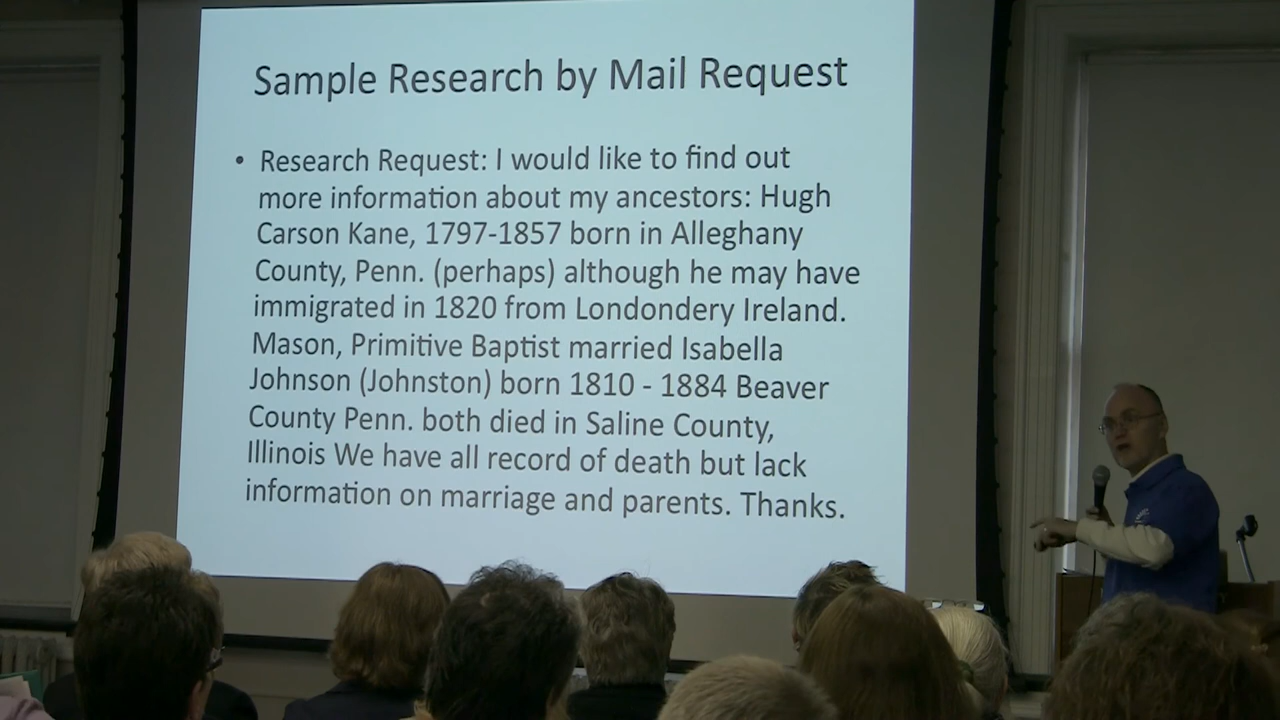 Sample Research by Mail Request
• Research Request: I would like to find out
more information about my ancestors: Hugh
Carson Kane, 1797-1857 born in Alleghany
County, Penn. (perhaps) although he may have
immigrated in 1820 from Londondery Ireland.
Mason, Primitive Baptist married Isabella
Johnson (Johnston) born 1810 - 1884 Beaver
County Penn. both died in Saline County,
Illinois We have all record of death but lack
information on marriage and parents. Thanks.